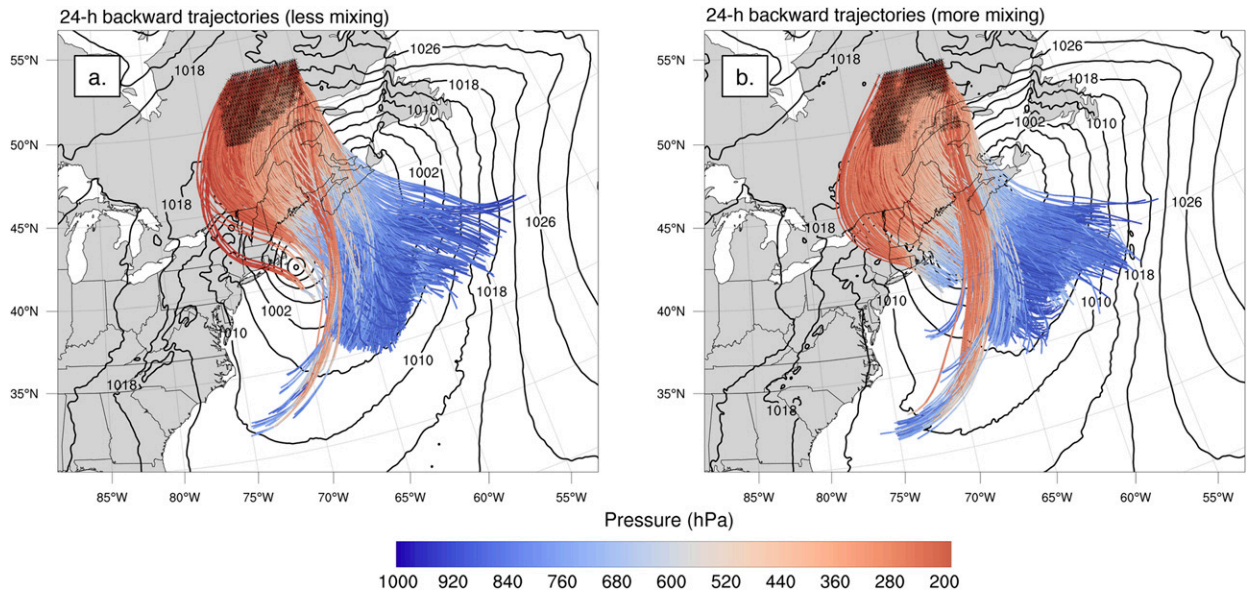 24-h backward trajectories (less mixing)
24-h backward trajectories (more mixing)
a.
1026
1018
1018
1018
1010
1002
1018
1026
1018
1002
1010
1010
1018
55°N
50°N
45°N
40°N
35°N
85°W 80°W 75°W 70°W 65°W 60°W 55°W
b.
1026
1018
1018
1010
1002
1018
1026
1018
1010
1010
1018
55°N
50°N
45°N
40°N
35°N
85°W 80°W 75°W 70°W 65°W 60°W 55°W
Pressure (hPa)
1000 920 840 760 680 600 520 440 360 280 200